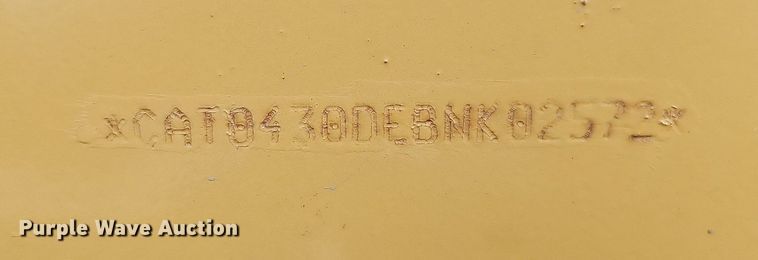 *CAT0430DEBNK02572*
Purple Wave Auction